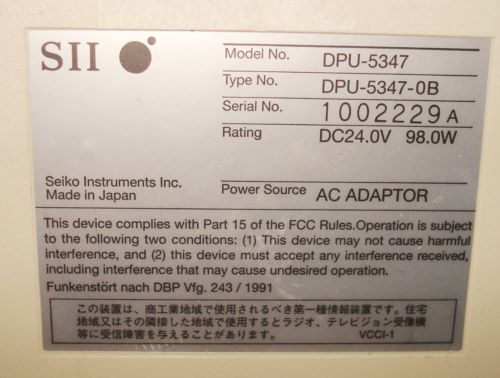 SII
Model No. DPU-5347
Type No. DPU-5347-0B
Serial No. 1002229A
Rating DC24.0V 98.0W
Seiko Instruments Inc.
Made in Japan
Power Source AC ADAPTOR
This device complies with Part 15 of the FCC Rules.Operation is subject
to the following two conditions: (1) This device may not cause harmful
interference, and (2) this device must accept any interference received,
including interference that may cause undesired operation.
Funkenstört nach DBP Vfg. 243 / 1991
この装置は、商工業地域で使用されるべき第一種情報装置です。住宅
地域又はその隣接した地域で使用するとラジオ、テレビジョン受像機
等に受信障害を与えることがあります。 VCCI-1